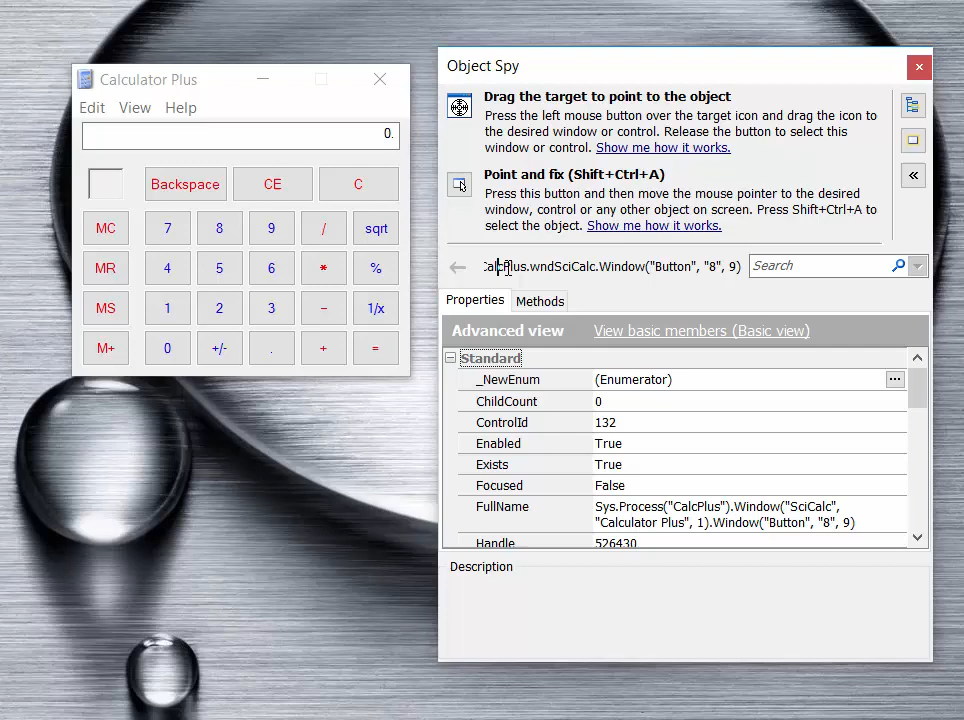 Calculator Plus
Edit View Help
0.
Backspace CE C
MC 7 8 9 / sqrt
MR 4 5 6 * %
MS 1 2 3 - 1/x
M+ 0 +/- . + =
Object Spy
Drag the target to point to the object
Press the left mouse button over the target icon and drag the icon to
the desired window or control. Release the button to select this
window or control. Show me how it works.
Point and fix (Shift+Ctrl+A)
Press this button and then move the mouse pointer to the desired
window, control or any other object on screen. Press Shift+Ctrl+A to
select the object. Show me how it works.
CalcPlus.wndSciCalc.Window("Button", "8", 9) Search
Properties Methods
Advanced view View basic members (Basic view)
Standard
_NewEnum (Enumerator) ...
ChildCount 0
ControlId 132
Enabled True
Exists True
Focused False
FullName Sys.Process("CalcPlus").Window("SciCalc",
"Calculator Plus", 1).Window("Button", "8", 9)
Handle 526430
Description